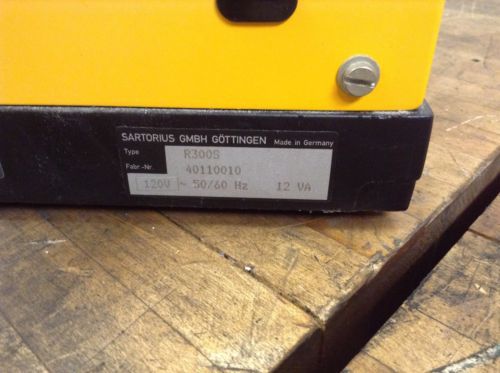 SARTORIUS GMBH GÖTTINGEN Made in Germany
Type R300S
Fabr.-Nr. 40110010
120V ~ 50/60 Hz 12 VA